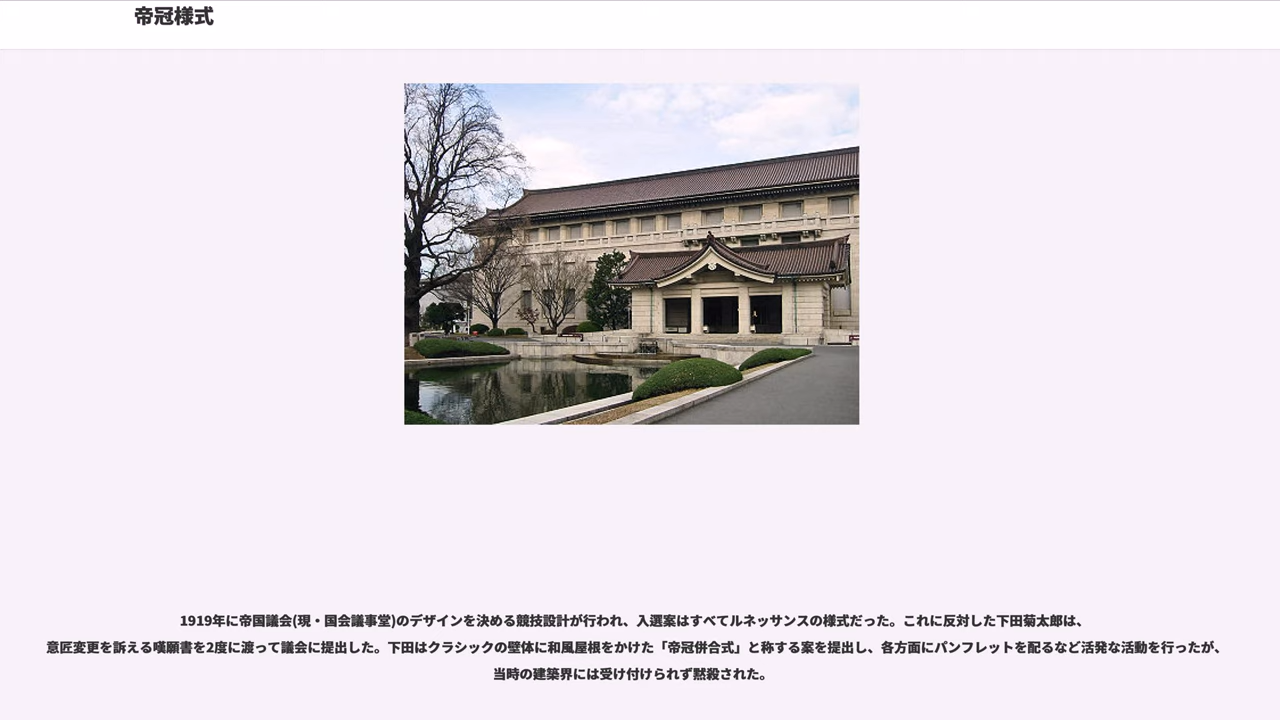 帝冠様式
1919年に帝国議会(現・国会議事堂)のデザインを決める競技設計が行われ、入選案はすべてルネッサンスの様式だった。これに反対した下田菊太郎は、
意匠変更を訴える嘆願書を2度に渡って議会に提出した。下田はクラシックの壁体に和風屋根をかけた「帝冠併合式」と称する案を提出し、各方面にパンフレットを配るなど活発な活動を行ったが、
当時の建築界には受け付けられず黙殺された。